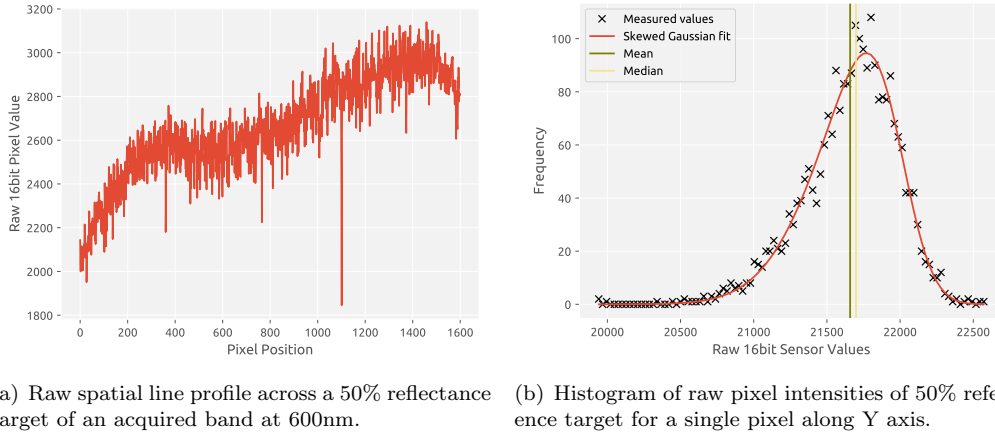 3200
3000
2800
2600
2400
2200
2000
1800
Raw 16bit Pixel Value
0 200 400 600 800 1000 1200 1400 1600
Pixel Position
a) Raw spatial line profile across a 50% reflectance
arget of an acquired band at 600nm.
100
80
60
40
20
0
Frequency
Measured values
Skewed Gaussian fit
Mean
Median
20000 20500 21000 21500 22000 22500
Raw 16bit Sensor Values
(b) Histogram of raw pixel intensities of 50% refe
ence target for a single pixel along Y axis.